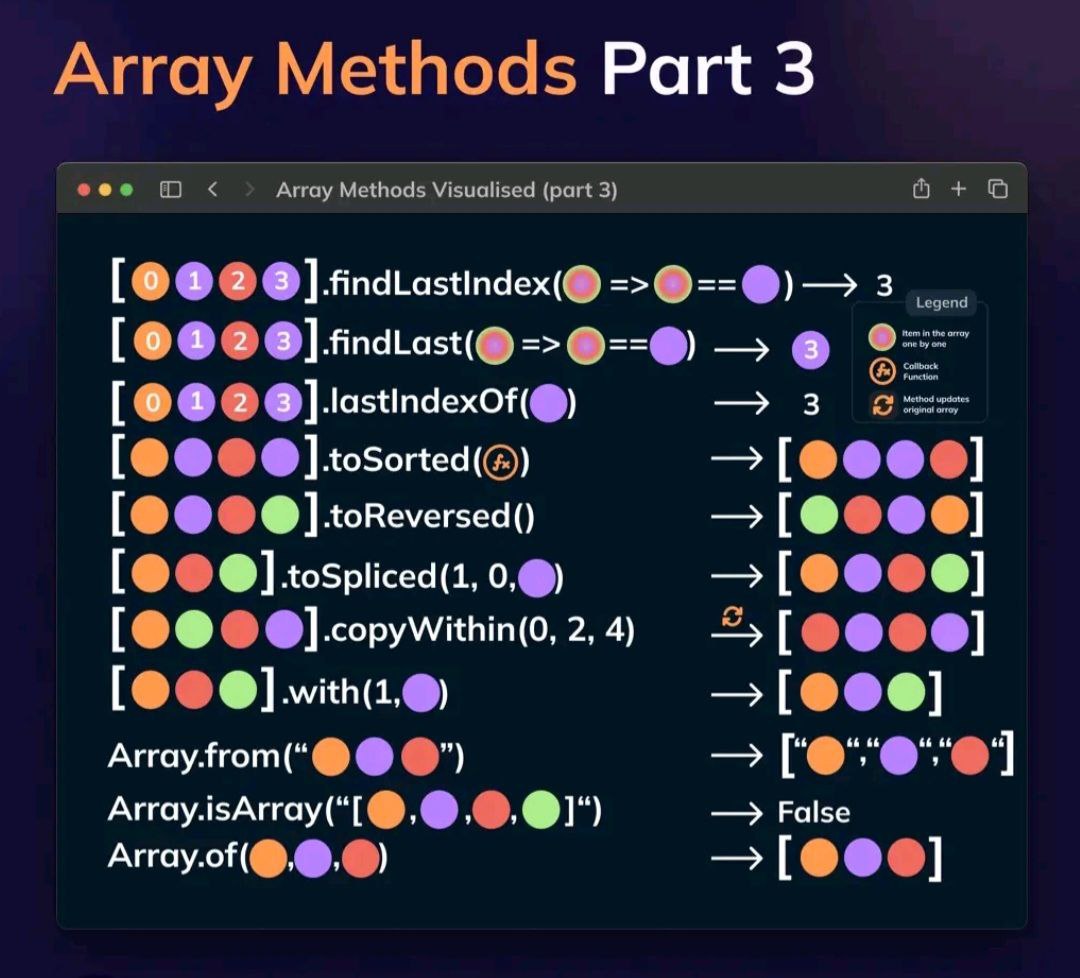 Array Methods Part 3
Array Methods Visualised (part 3)
[0 1 2 3].findLastIndex( => == ) → 3
Legend
Item in the array
one by one
Callback
Function
Method updates
original array
[0 1 2 3].findLast( => == ) → 3
[0 1 2 3].lastIndexOf( ) → 3
[ ].toSorted(fx) → [ ]
[ ].toReversed() → [ ]
[ ].toSpliced(1, 0, ) → [ ]
[ ].copyWithin(0, 2, 4) → [ ]
[ ].with(1, ) → [ ]
Array.from(“ ”) → [“ “,“ “,“ “]
Array.isArray(“[ , , , ]“) → False
Array.of( , , ) → [ ]